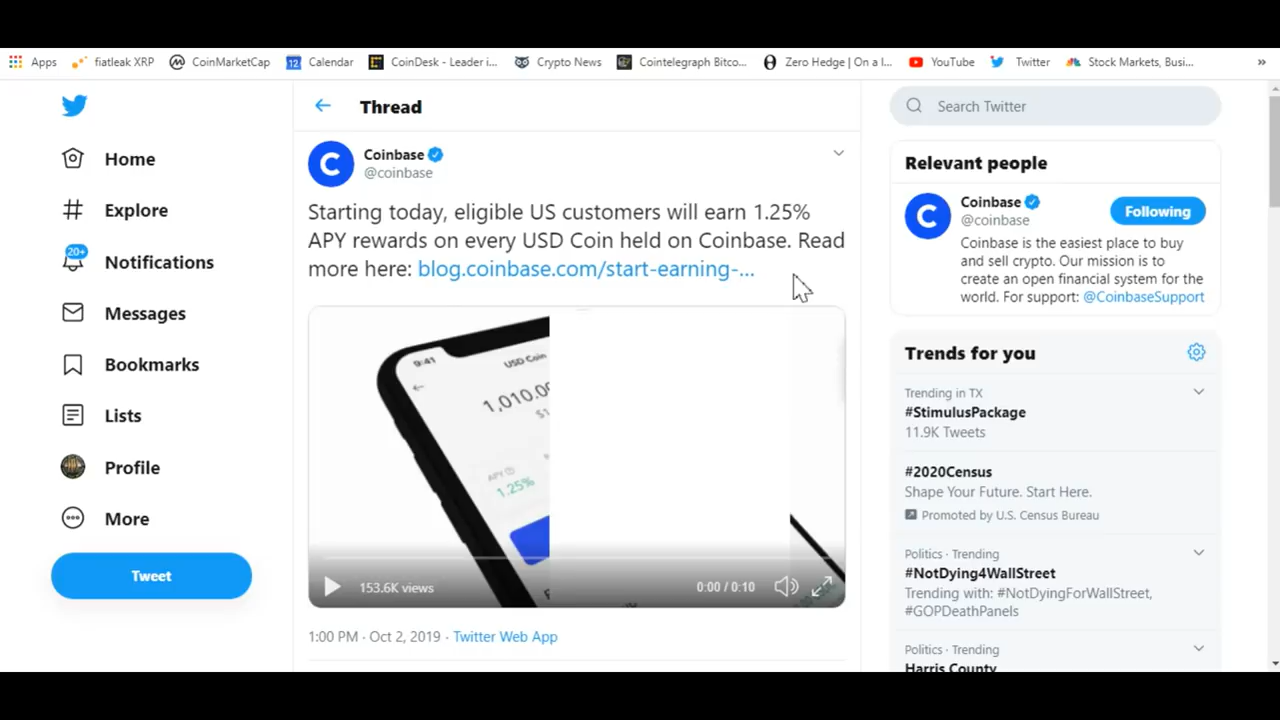 Apps
fiatleak XRP
CoinMarketCap
12
Calendar
CoinDesk - Leader i...
Crypto News
Cointelegraph Bitco...
Zero Hedge | On a l...
YouTube
Twitter
Stock Markets, Busi...
»
Home
Explore
20+
Notifications
Messages
Bookmarks
Lists
Profile
More
Tweet
Thread
Coinbase
@coinbase
Starting today, eligible US customers will earn 1.25%
APY rewards on every USD Coin held on Coinbase. Read
more here: blog.coinbase.com/start-earning-...
9:41
USD Coin
1,010.0
APY
1.25%
153.6K views
0:00 / 0:10
1:00 PM · Oct 2, 2019 · Twitter Web App
Search Twitter
Relevant people
Coinbase
@coinbase
Following
Coinbase is the easiest place to buy
and sell crypto. Our mission is to
create an open financial system for the
world. For support: @CoinbaseSupport
Trends for you
Trending in TX
#StimulusPackage
11.9K Tweets
#2020Census
Shape Your Future. Start Here.
Promoted by U.S. Census Bureau
Politics · Trending
#NotDying4WallStreet
Trending with: #NotDyingForWallStreet,
#GOPDeathPanels
Politics · Trending
Harris County